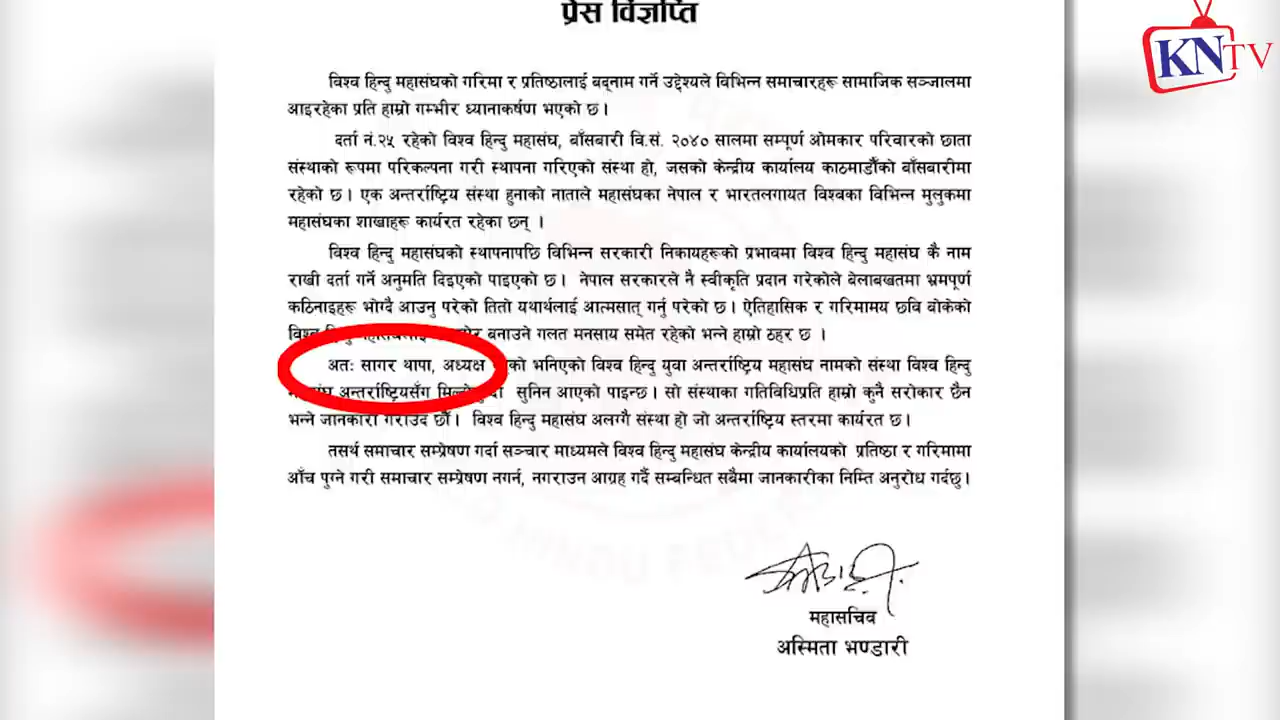 प्रेस विज्ञप्ति
KNTV
विश्व हिन्दु महासंघको गरिमा र प्रतिष्ठालाई बद्नाम गर्ने उद्देश्यले विभिन्न समाचारहरू सामाजिक सञ्जालमा
आइरहेका प्रति हाम्रो गम्भीर ध्यानाकर्षण भएको छ ।
दर्ता नं.२५ रहेको विश्व हिन्दु महासंघ, बाँसबारी वि.सं. २०४० सालमा सम्पूर्ण ओमकार परिवारको छाता
संस्थाको रूपमा परिकल्पना गरी स्थापना गरिएको संस्था हो, जसको केन्द्रीय कार्यालय काठमाडौँको बाँसबारीमा
रहेको छ । एक अन्तर्राष्ट्रिय संस्था हुनाको नाताले महासंघका नेपाल र भारतलगायत विश्वका विभिन्न मुलुकमा
महासंघका शाखाहरू कार्यरत रहेका छन् ।
विश्व हिन्दु महासंघको स्थापनापछि विभिन्न सरकारी निकायहरूको प्रभावमा विश्व हिन्दु महासंघ कै नाम
राखी दर्ता गर्ने अनुमति दिइएको पाइएको छ । नेपाल सरकारले नै स्वीकृति प्रदान गरेकोले बेलाबखतमा भ्रमपूर्ण
कठिनाइहरू भोग्दै आउनु परेको तितो यथार्थलाई आत्मसात् गर्नु परेको छ । ऐतिहासिक र गरिमामय छवि बोकेको
विश्व बनाउने गलत मनसाय समेत रहेको भन्ने हाम्रो ठहर छ ।
अतः सागर थापा, अध्यक्ष भनिएको विश्व हिन्दु युवा अन्तर्राष्ट्रिय महासंघ नामको संस्था विश्व हिन्दु
अन्तर्राष्ट्रियसँग सुनिन आएको पाइन्छ । सो संस्थाका गतिविधिप्रति हाम्रो कुनै सरोकार छैन
भन्ने जानकारी गराउँदै छौँ । विश्व हिन्दु महासंघ अलग्गै संस्था हो जो अन्तर्राष्ट्रिय स्तरमा कार्यरत छ ।
तसर्थ समाचार सम्प्रेषण गर्दा सञ्चार माध्यमले विश्व हिन्दु महासंघ केन्द्रीय कार्यालयको प्रतिष्ठा र गरिमामा
आँच पुग्ने गरी समाचार सम्प्रेषण नगर्न, नगराउन आग्रह गर्दै सम्बन्धित सबैमा जानकारीका निम्ति अनुरोध गर्दछु।
HINDU FEDER
महासचिव
अस्मिता भण्डारी